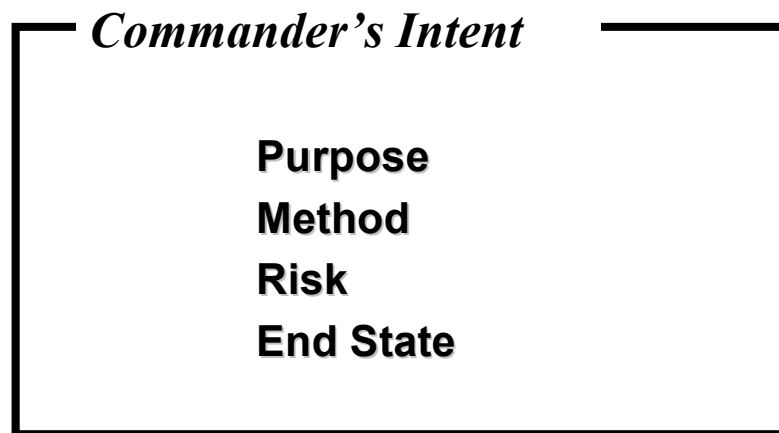 Commander’s Intent
Purpose
Method
Risk
End State